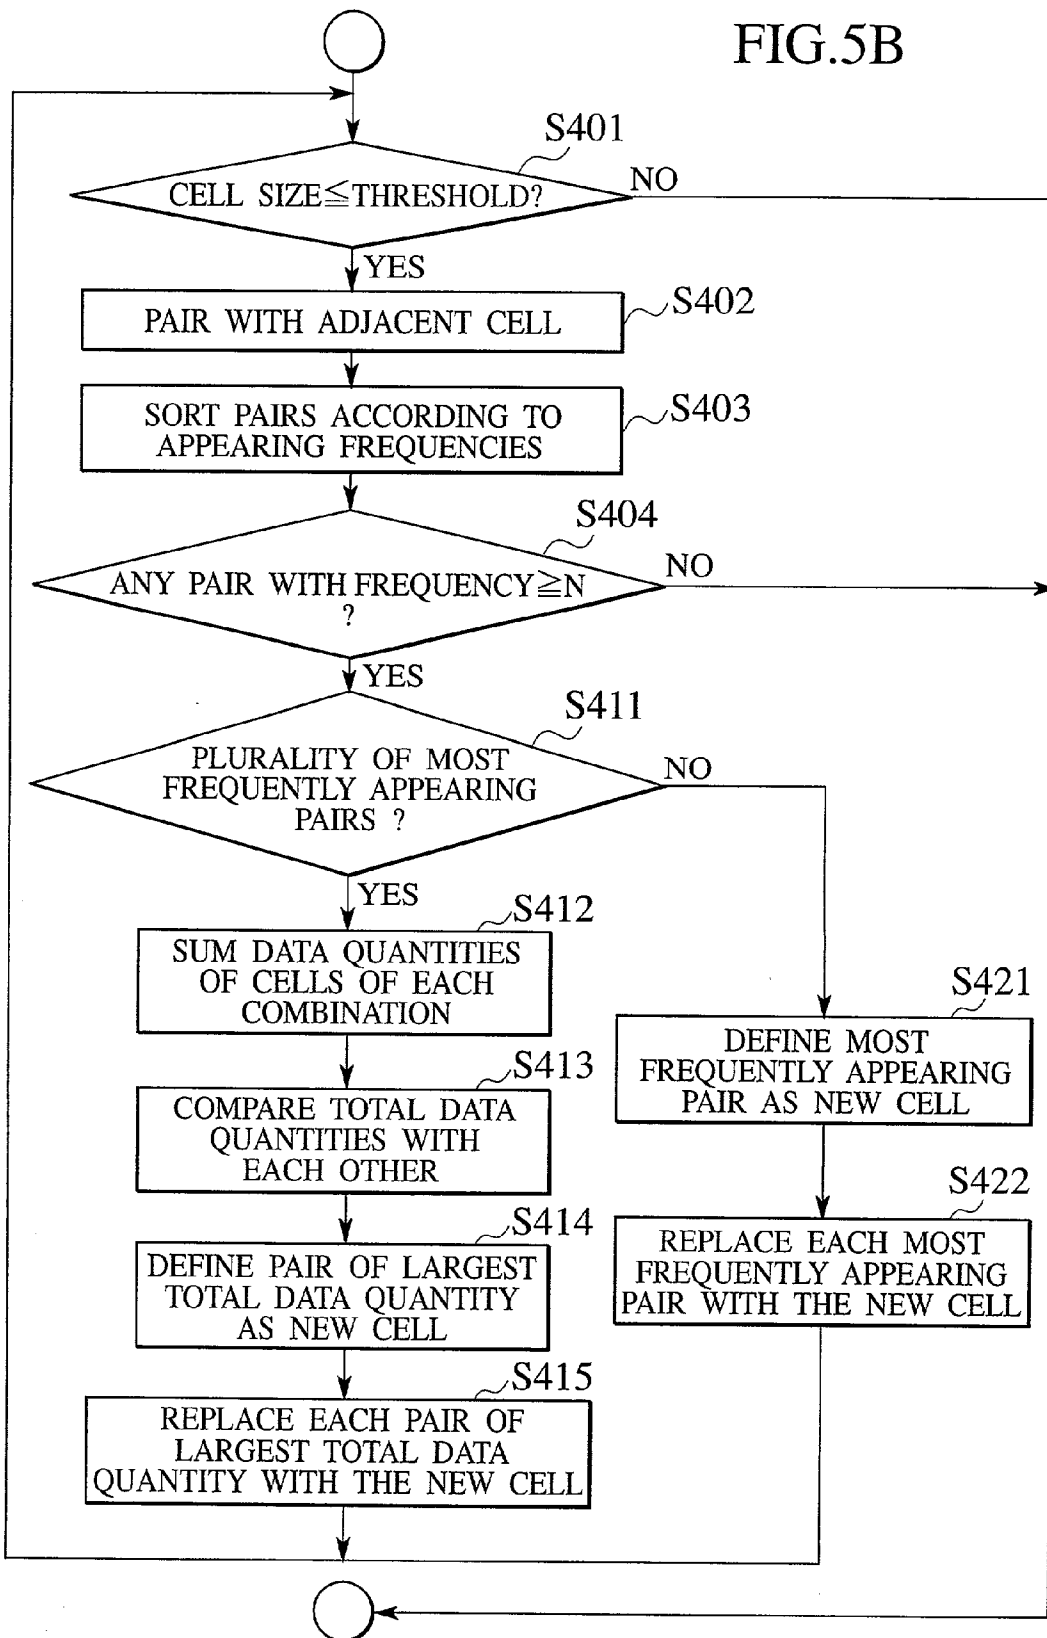 FIG.5B
S401
CELL SIZE≦THRESHOLD?
NO
YES
S402
PAIR WITH ADJACENT CELL
S403
SORT PAIRS ACCORDING TO
APPEARING FREQUENCIES
S404
ANY PAIR WITH FREQUENCY≧N
?
NO
YES
S411
PLURALITY OF MOST
FREQUENTLY APPEARING
PAIRS ?
NO
YES
S412
SUM DATA QUANTITIES
OF CELLS OF EACH
COMBINATION
S413
COMPARE TOTAL DATA
QUANTITIES WITH
EACH OTHER
S414
DEFINE PAIR OF LARGEST
TOTAL DATA QUANTITY
AS NEW CELL
S415
REPLACE EACH PAIR OF
LARGEST TOTAL DATA
QUANTITY WITH THE NEW CELL
S421
DEFINE MOST
FREQUENTLY APPEARING
PAIR AS NEW CELL
S422
REPLACE EACH MOST
FREQUENTLY APPEARING
PAIR WITH THE NEW CELL